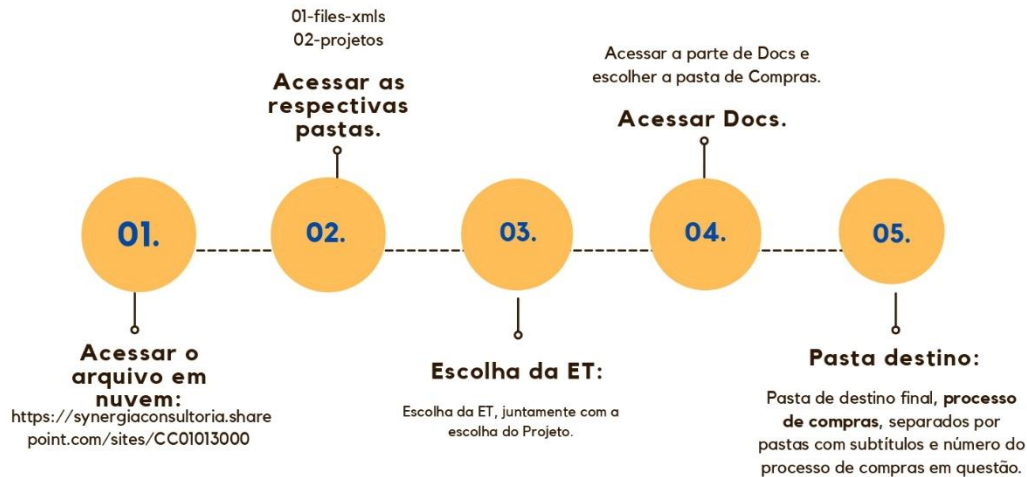 01.
Acessar o
arquivo em
nuvem:
https://synergiaconsultoria.share
point.com/sites/CC01013000
01-files-xmls
02-projetos
Acessar as
respectivas
pastas.
02.
03.
Escolha da ET:
Escolha da ET, juntamente com a
escolha do Projeto.
Acessar a parte de Docs e
escolher a pasta de Compras.
Acessar Docs.
04.
05.
Pasta destino:
Pasta de destino final, processo
de compras, separados por
pastas com subtítulos e número do
processo de compras em questão.